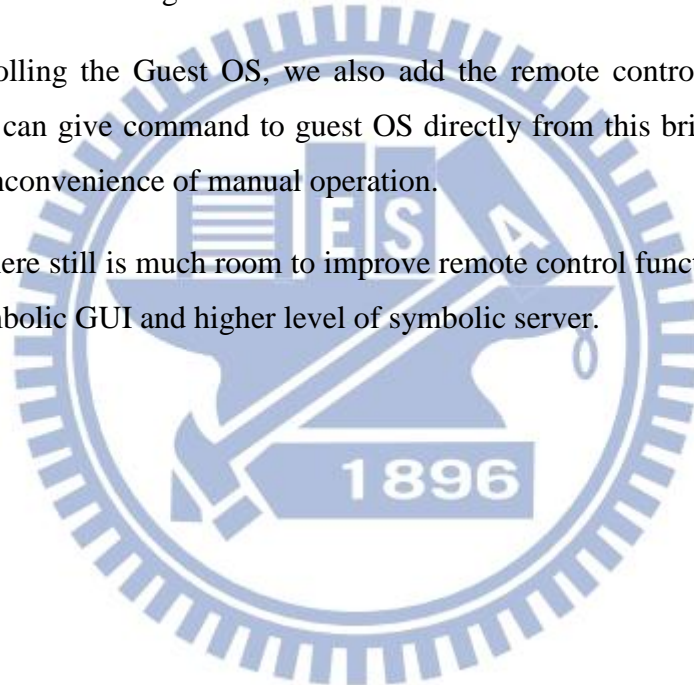 olling the Guest OS, we also add the remote contro
can give command to guest OS directly from this bri
nconvenience of manual operation.
ere still is much room to improve remote control func
bolic GUI and higher level of symbolic server.
E S A
1896